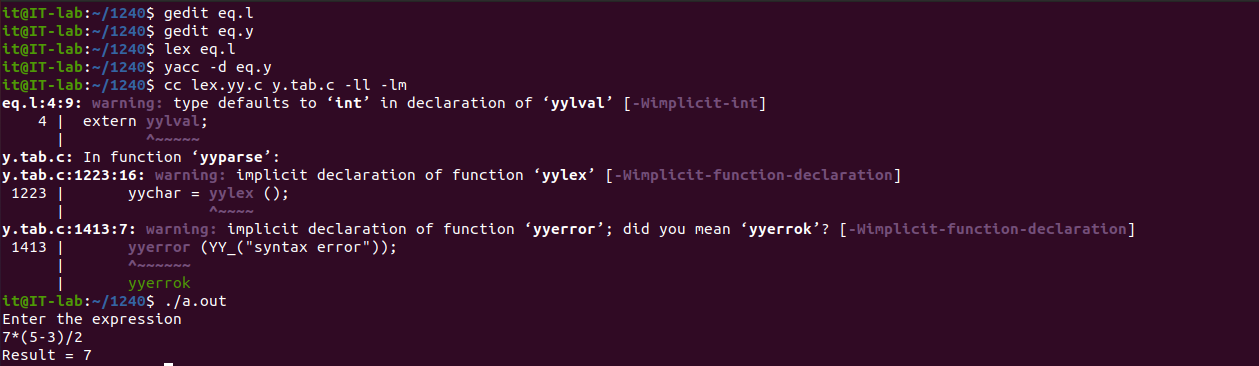 it@IT-lab:~/1240$ gedit eq.l
it@IT-lab:~/1240$ gedit eq.y
it@IT-lab:~/1240$ lex eq.l
it@IT-lab:~/1240$ yacc -d eq.y
it@IT-lab:~/1240$ cc lex.yy.c y.tab.c -ll -lm
eq.l:4:9: warning: type defaults to ‘int’ in declaration of ‘yylval’ [-Wimplicit-int]
    4 |  extern yylval;
      |         ^~~~~~
y.tab.c: In function ‘yyparse’:
y.tab.c:1223:16: warning: implicit declaration of function ‘yylex’ [-Wimplicit-function-declaration]
 1223 |       yychar = yylex ();
      |                ^~~~~
y.tab.c:1413:7: warning: implicit declaration of function ‘yyerror’; did you mean ‘yyerrok’? [-Wimplicit-function-declaration]
 1413 |       yyerror (YY_("syntax error"));
      |       ^~~~~~~
      |       yyerrok
it@IT-lab:~/1240$ ./a.out
Enter the expression
7*(5-3)/2
Result = 7